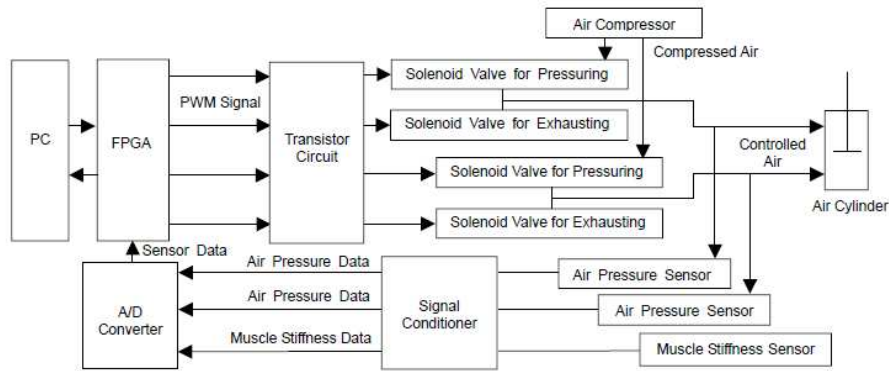 Air Compressor
Compressed Air
Solenoid Valve for Pressuring
PC
FPGA
PWM Signal
Transistor
Circuit
Solenoid Valve for Exhausting
Solenoid Valve for Pressuring
Controlled
Air
Solenoid Valve for Exhausting
Air Cylinder
Sensor Data
A/D
Converter
Air Pressure Data
Air Pressure Data
Muscle Stiffness Data
Signal
Conditioner
Air Pressure Sensor
Air Pressure Sensor
Muscle Stiffness Sensor